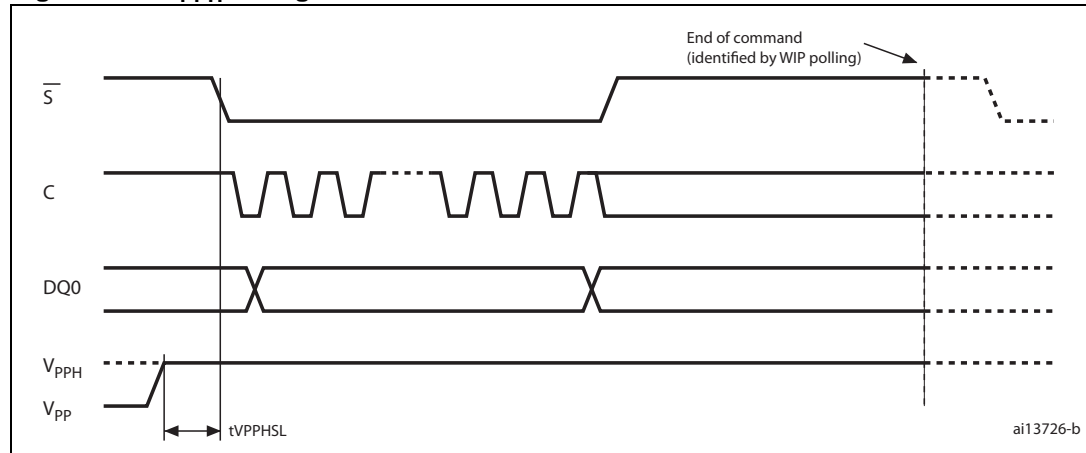 End of command
(identified by WIP polling)
S
C
DQ0
VPPH
VPP
tVPPHSL
ai13726-b